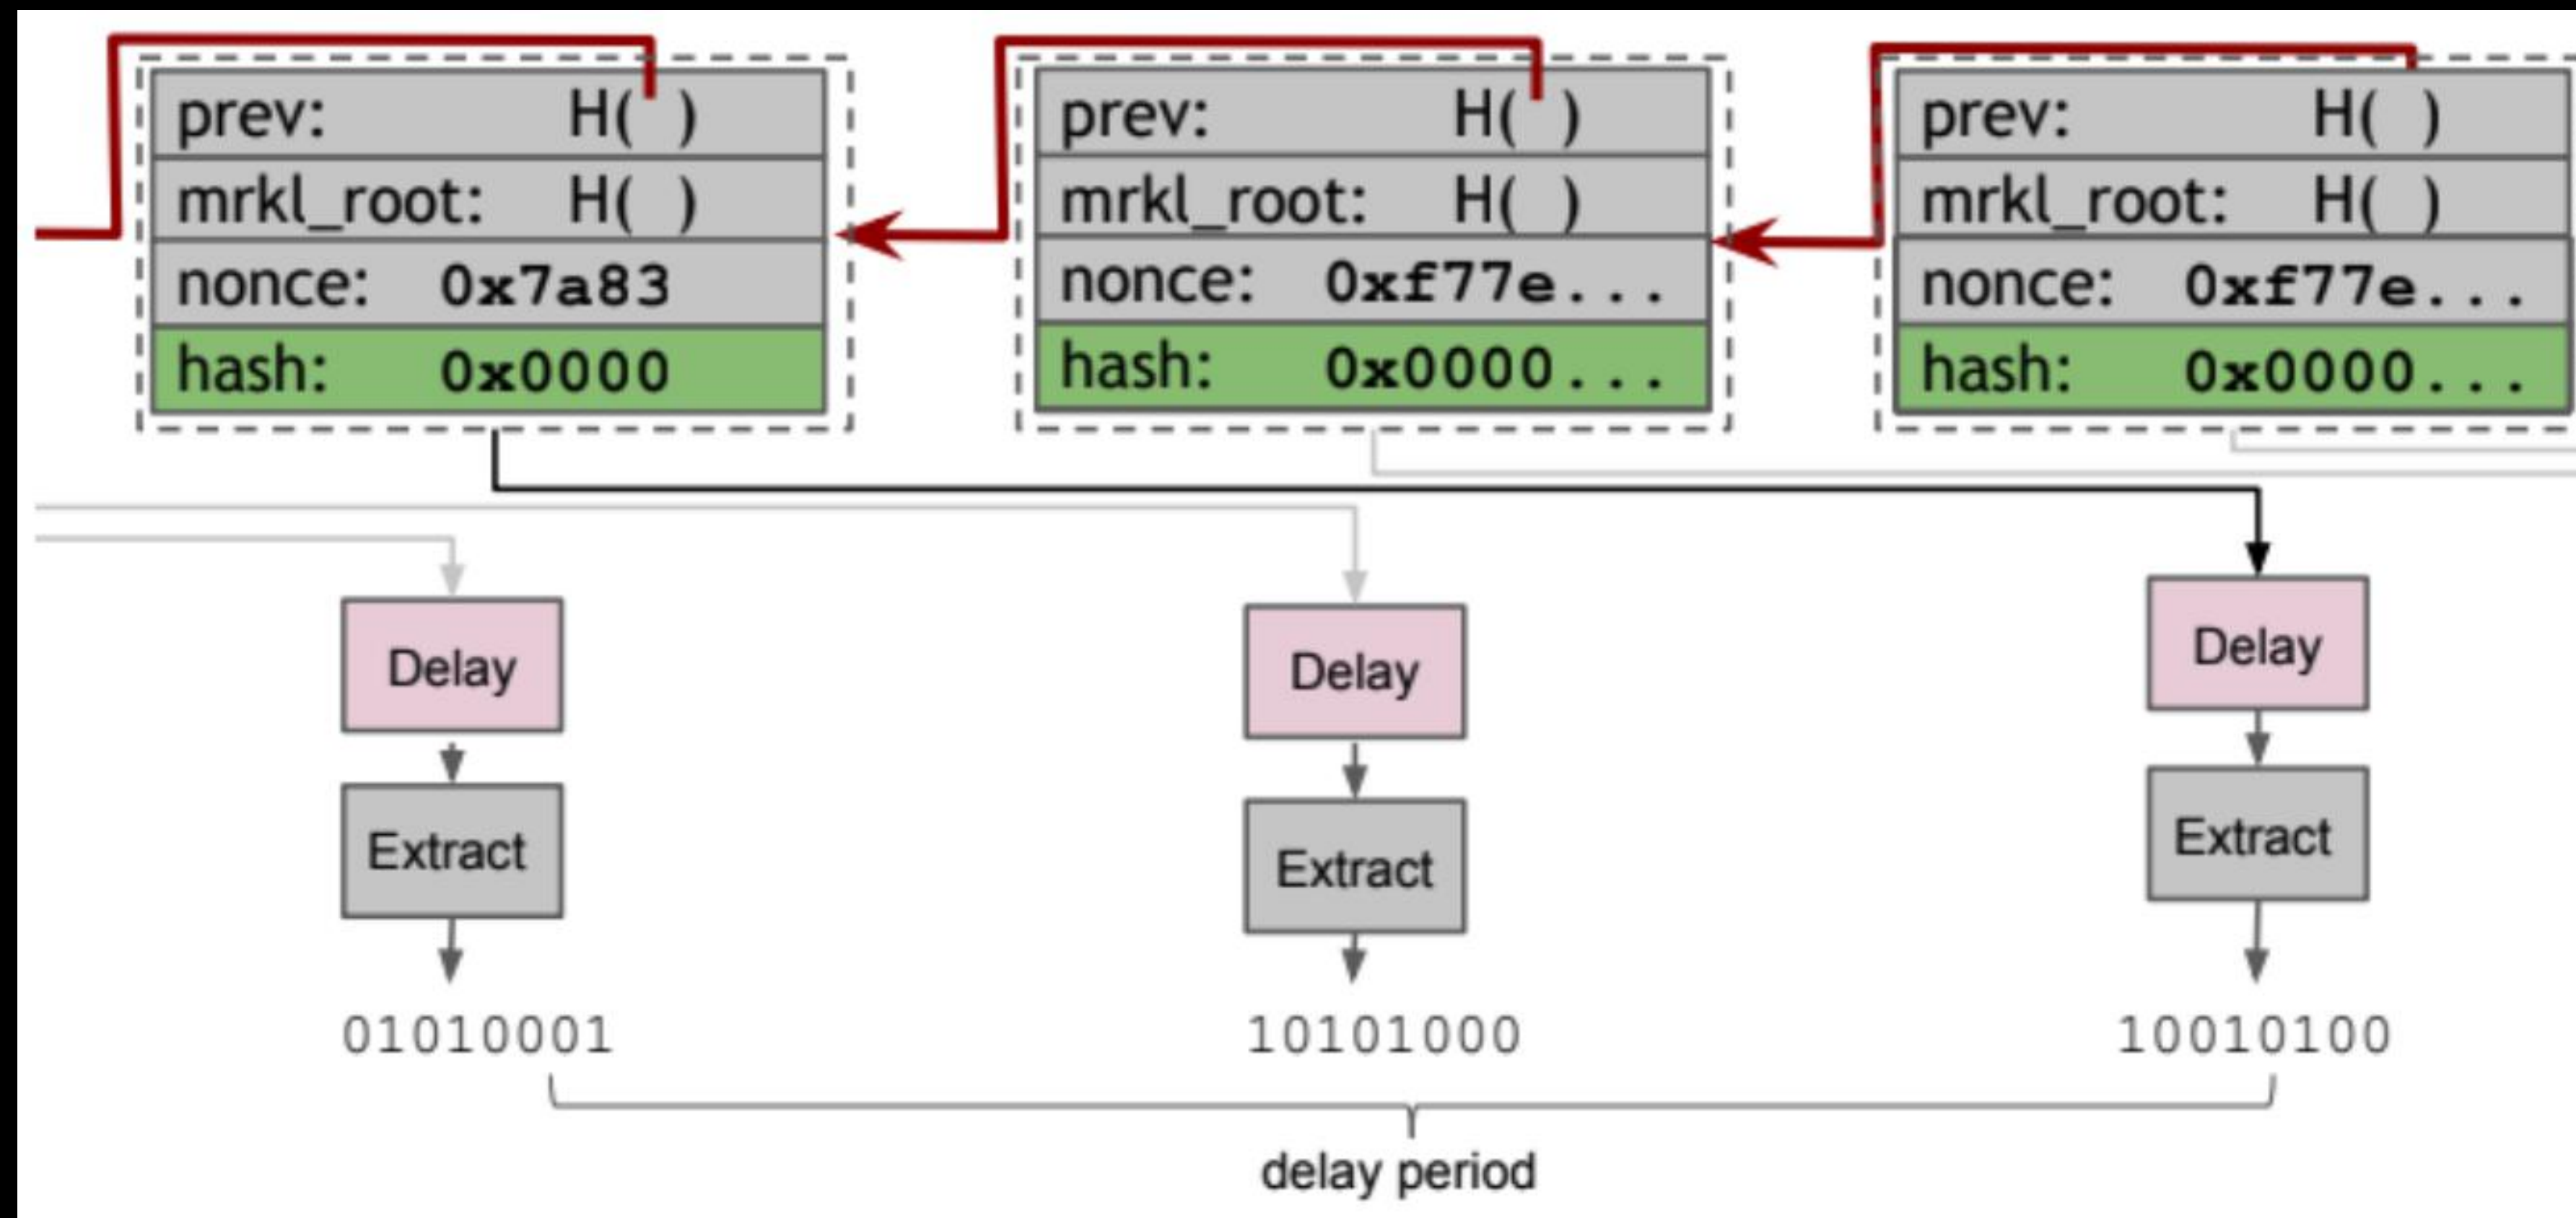 prev: H( )
mrkl_root: H( )
nonce: 0x7a83
hash: 0x0000
prev: H( )
mrkl_root: H( )
nonce: 0xf77e...
hash: 0x0000...
prev: H( )
mrkl_root: H( )
nonce: 0xf77e...
hash: 0x0000...
Delay
Delay
Delay
Extract
Extract
Extract
01010001
10101000
10010100
delay period